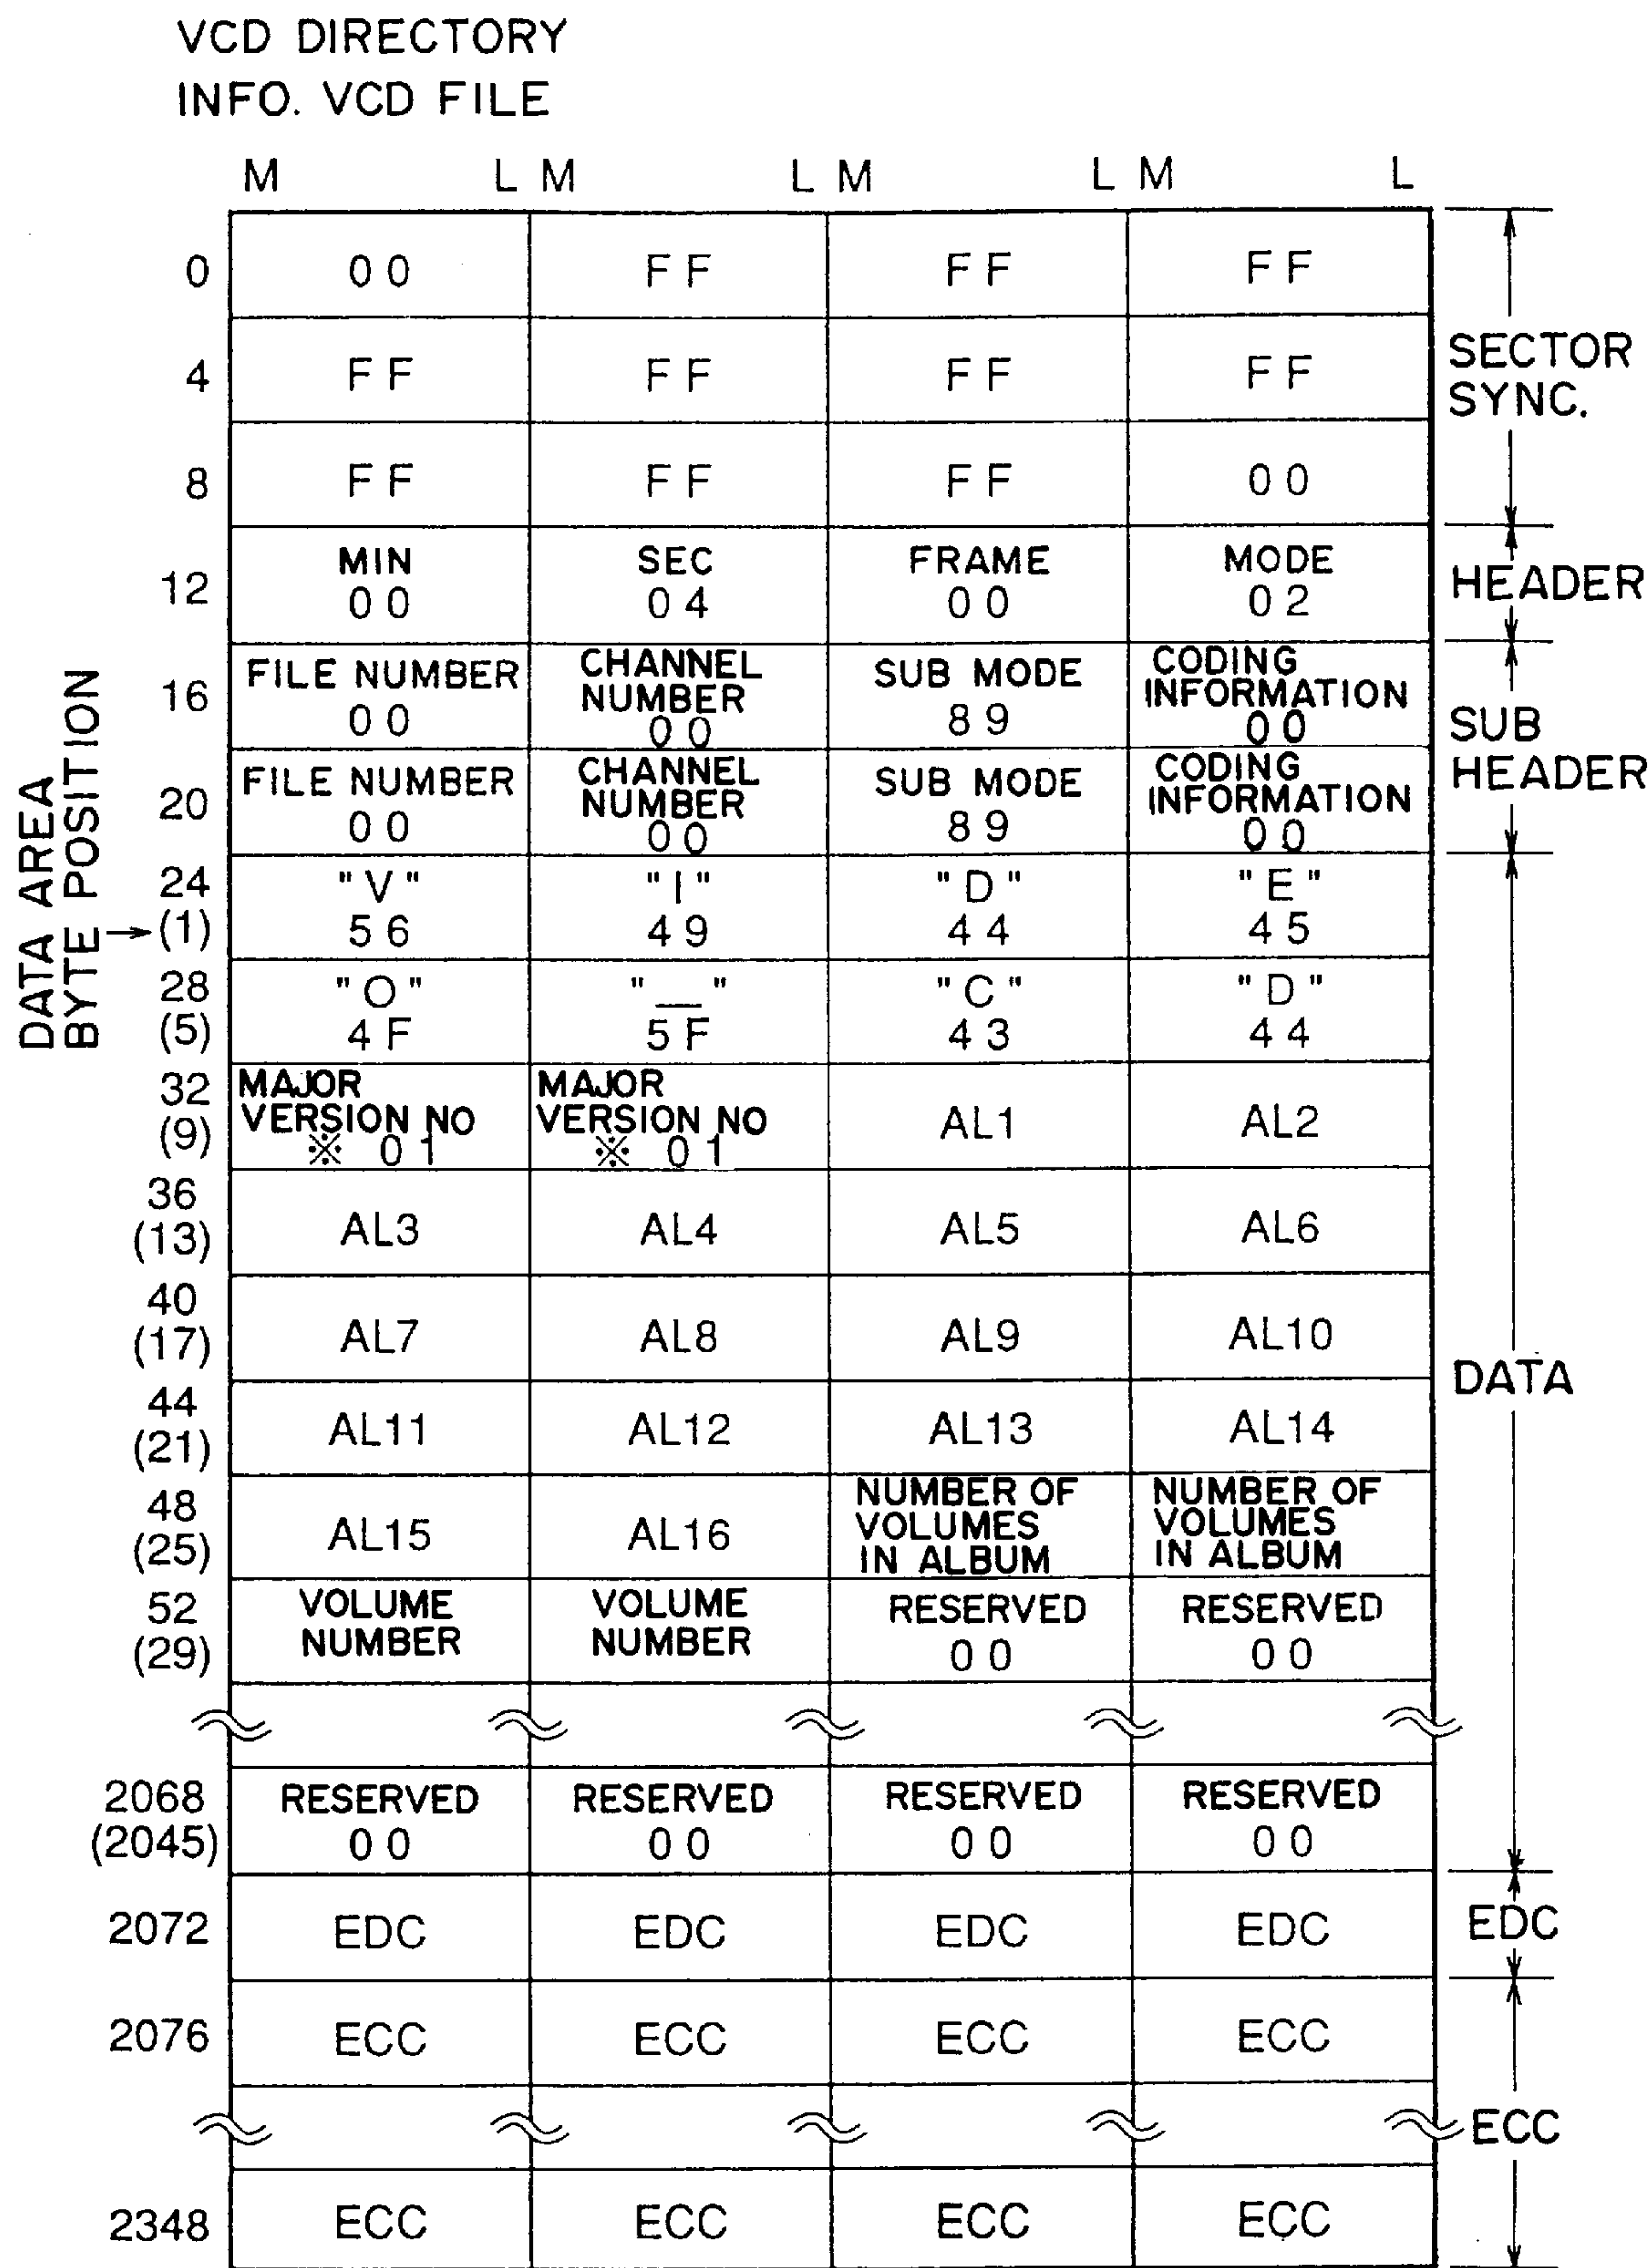 VCD DIRECTORY
INFO. VCD FILE
M L M L M L M L
0 00 FF FF FF
4 FF FF FF FF
SECTOR
SYNC.
8 FF FF FF 00
12
MIN SEC FRAME MODE
00 04 00 02
HEADER
16
FILE NUMBER CHANNEL NUMBER SUB MODE CODING INFORMATION
00 00 89 00
SUB
HEADER
20
FILE NUMBER CHANNEL NUMBER SUB MODE CODING INFORMATION
00 00 89 00
DATA AREA
BYTE POSITION →
24 "V" "I" "D" "E"
(1) 56 49 44 45
28 "O" "_" "C" "D"
(5) 4F 5F 43 44
32
(9)
MAJOR VERSION NO MAJOR VERSION NO AL1 AL2
※ 01 ※ 01
36
(13)
AL3 AL4 AL5 AL6
40
(17)
AL7 AL8 AL9 AL10
DATA
44
(21)
AL11 AL12 AL13 AL14
48
(25)
AL15 AL16 NUMBER OF VOLUMES IN ALBUM NUMBER OF VOLUMES IN ALBUM
52
(29)
VOLUME NUMBER VOLUME NUMBER RESERVED RESERVED
00 00
2068 RESERVED RESERVED RESERVED RESERVED
(2045) 00 00 00 00
2072 EDC EDC EDC EDC EDC
2076 ECC ECC ECC ECC
ECC
2348 ECC ECC ECC ECC